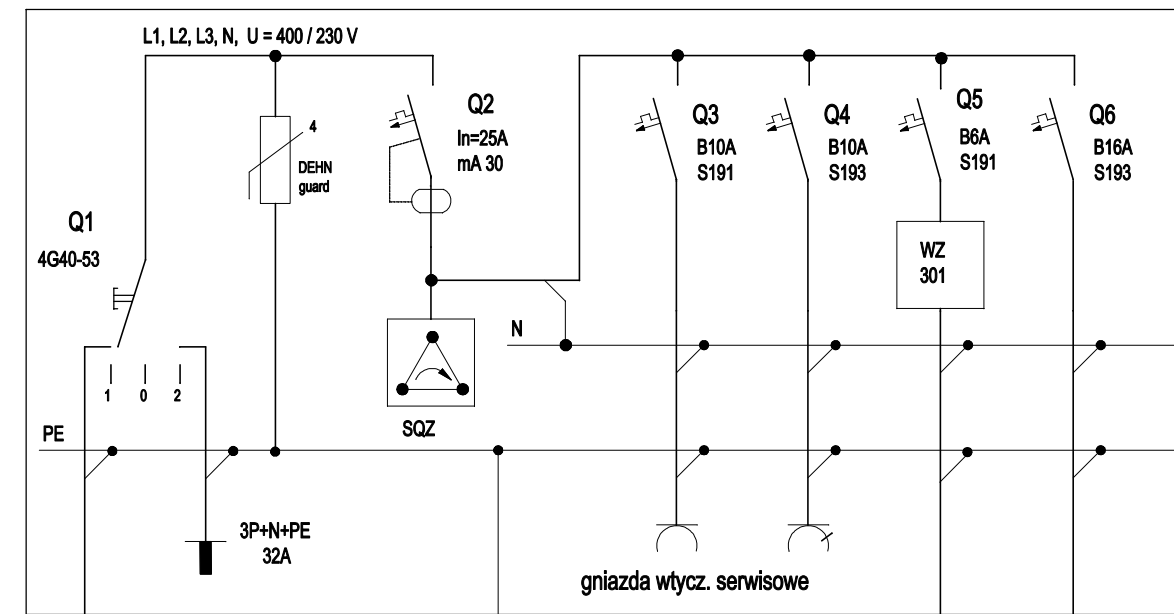 L1, L2, L3, N, U = 400 / 230 V
Q1
4G40-53
1 0 2
4
DEHN
guard
Q2
In=25A
mA 30
SQZ
Q3
B10A
S191
Q4
B10A
S193
Q5
B6A
S191
Q6
B16A
S193
WZ
301
N
PE
3P+N+PE
32A
gniazda wtycz. serwisowe